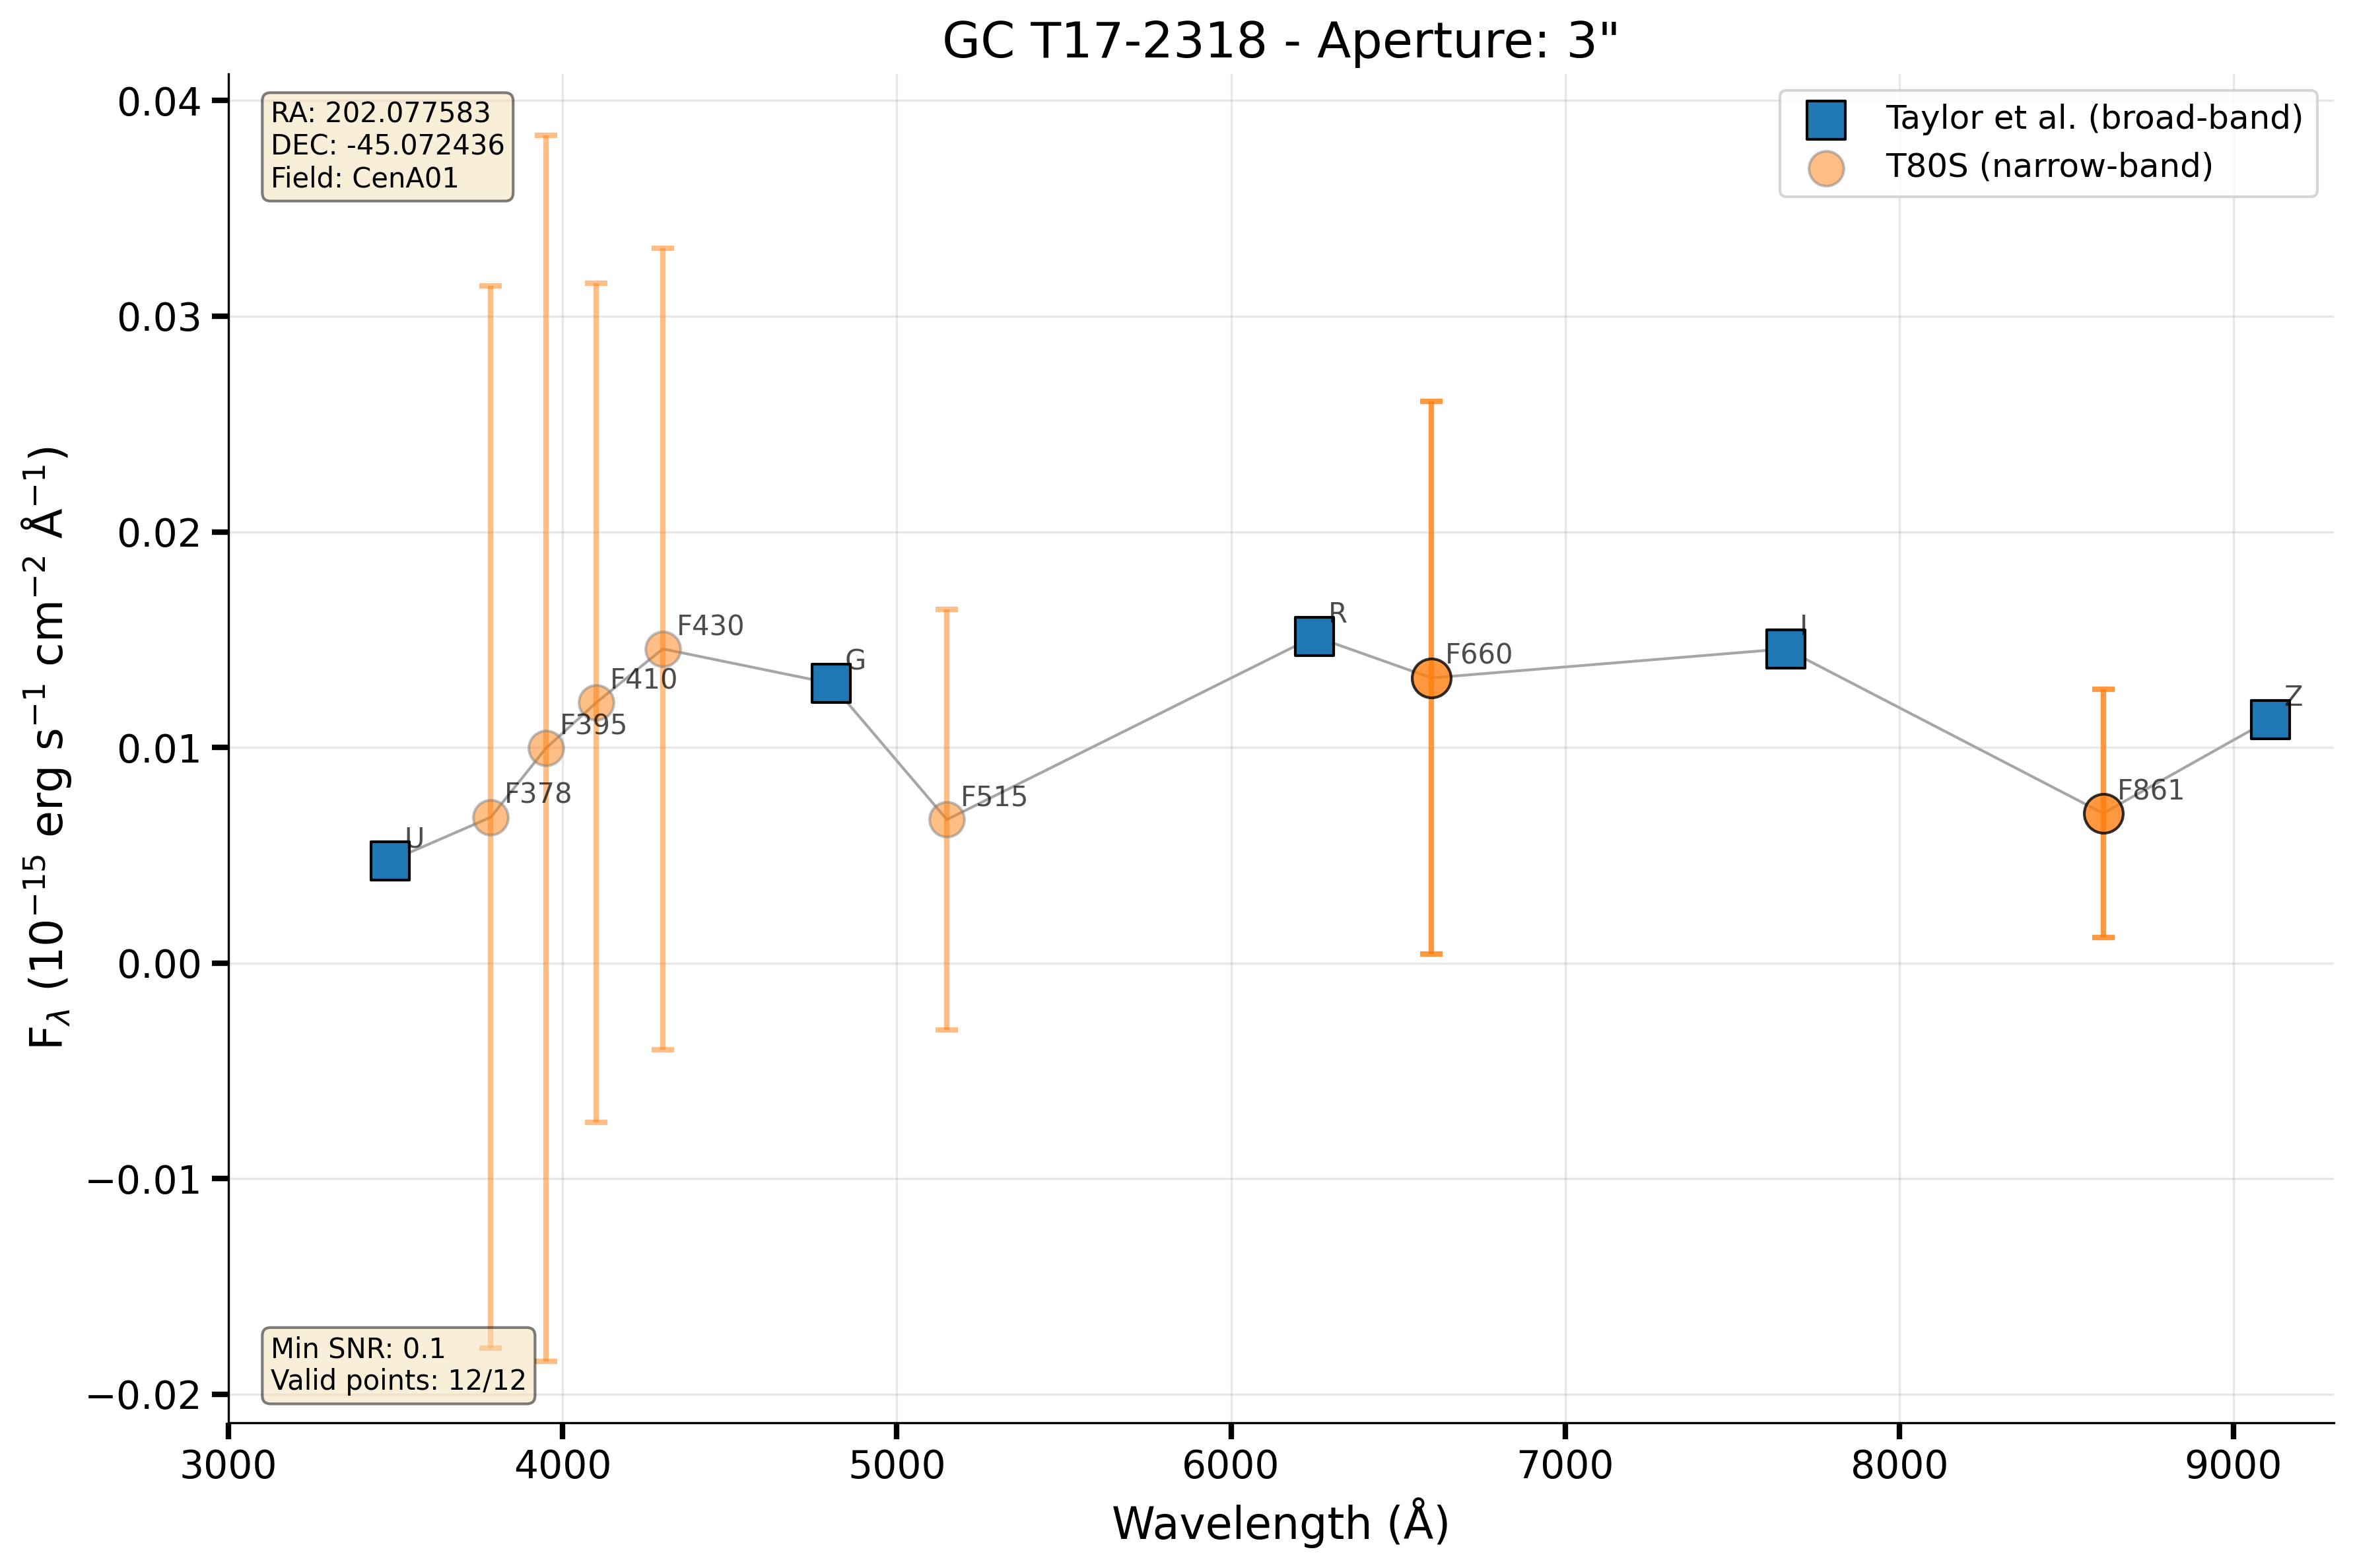 GC T17-2318 - Aperture: 3"
RA: 202.077583
DEC: -45.072436
Field: CenA01
Taylor et al. (broad-band)
T80S (narrow-band)
0.04
0.03
0.02
0.01
0.00
−0.01
−0.02
F_λ (10⁻¹⁵ erg s⁻¹ cm⁻² Å⁻¹)
U
F378
F395
F410
F430
G
F515
R
F660
I
F861
Z
Min SNR: 0.1
Valid points: 12/12
3000 4000 5000 6000 7000 8000 9000
Wavelength (Å)